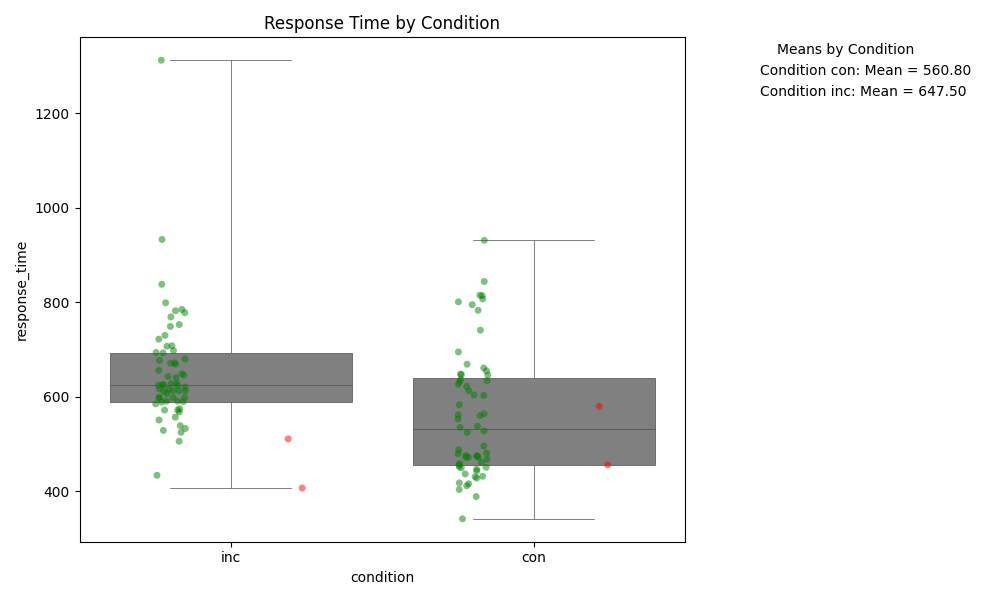 Response Time by Condition
Means by Condition
Condition con: Mean = 560.80
Condition inc: Mean = 647.50
1200
1000
800
600
400
response_time
inc con
condition